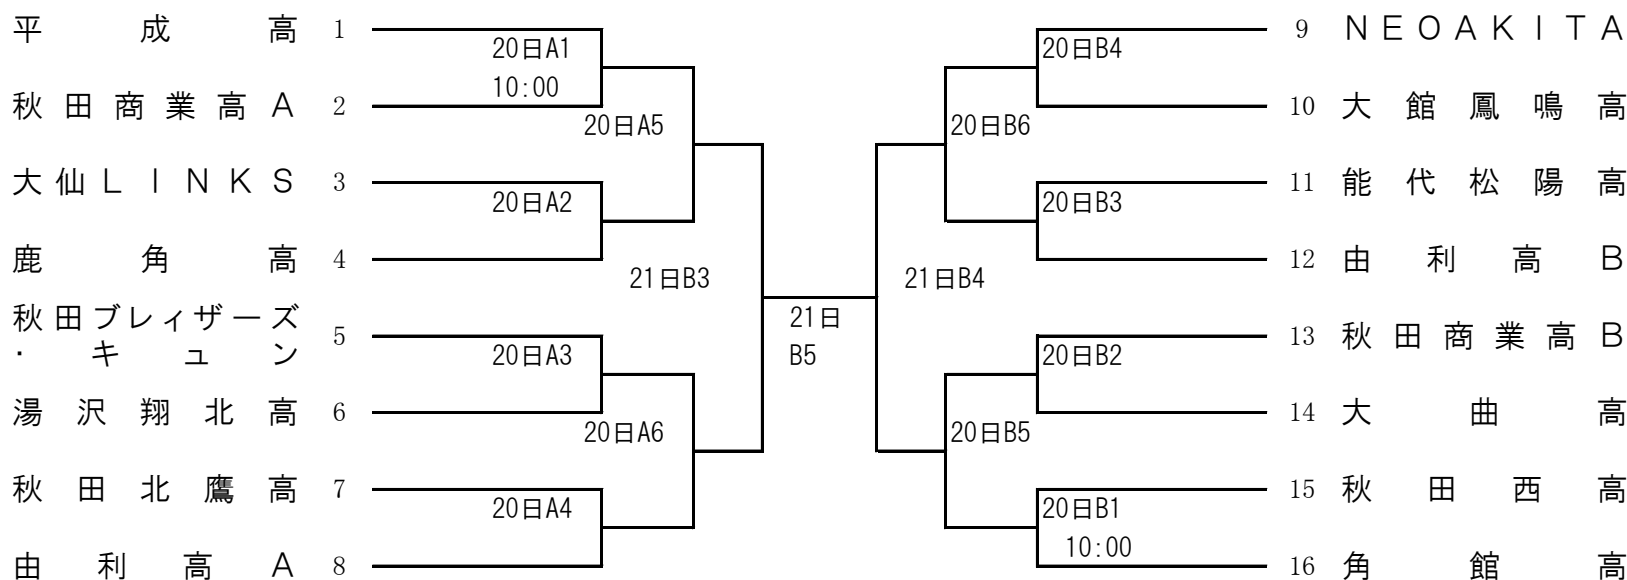 平成高 1
20日A1
10:00
秋田商業高A 2
20日A5
大仙LINKS 3
20日A2
鹿角高 4
21日B3
秋田ブレィザーズ
・キュン 5
20日A3
湯沢翔北高 6
20日A6
秋田北鷹高 7
20日A4
由利高A 8
21日
B5
9 NEOAKITA
20日B4
10 大館鳳鳴高
20日B6
11 能代松陽高
20日B3
12 由利高B
21日B4
13 秋田商業高B
20日B2
14 大曲高
20日B5
15 秋田西高
20日B1
10:00
16 角館高